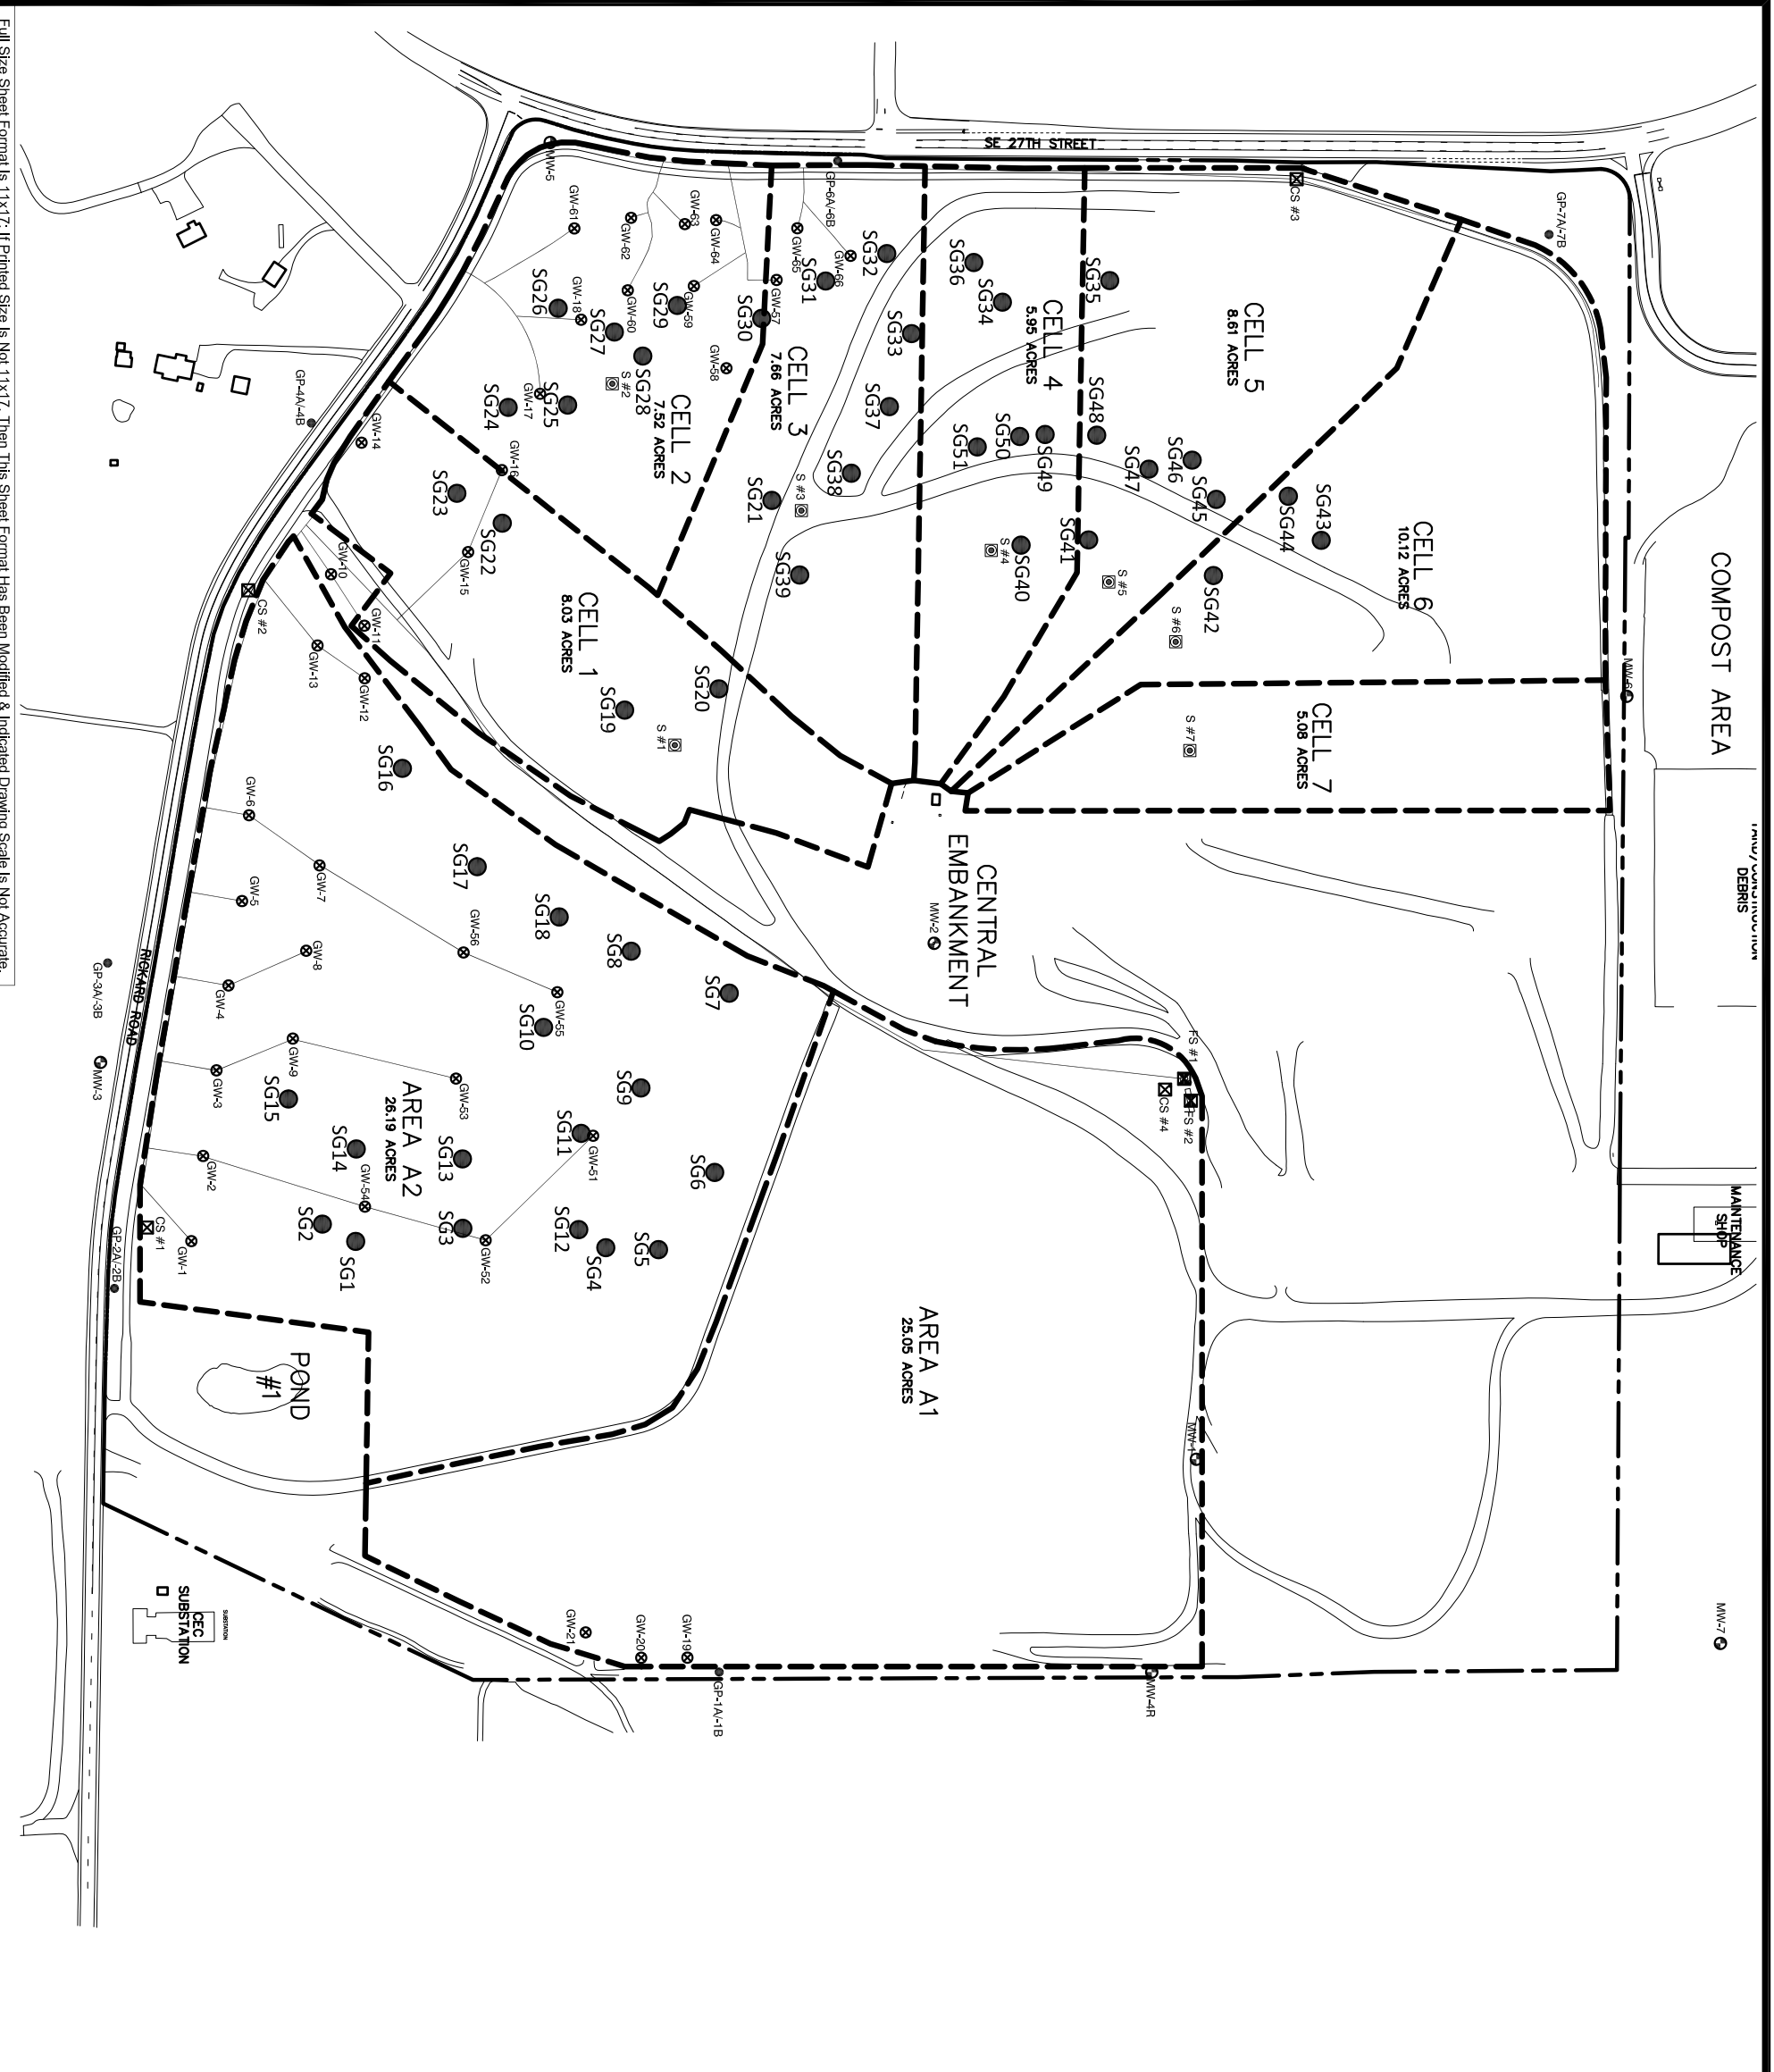 Full Size Sheet Format Is 11x17; If Printed Size Is Not 11x17, Then This Sheet Format Has Been Modified & Indicated Drawing Scale Is Not Accurate.
SE 27TH STREET
RICKARD ROAD
COMPOST AREA
DEBRIS
MAINTENANCE
SHOP
CENTRAL
EMBANKMENT
CELL 1
8.03 ACRES
CELL 2
7.52 ACRES
CELL 3
7.66 ACRES
CELL 4
5.95 ACRES
CELL 5
8.61 ACRES
CELL 6
10.12 ACRES
CELL 7
5.08 ACRES
AREA A1
25.05 ACRES
AREA A2
26.19 ACRES
POND
#1
SUBSTATION
CEC
SUBSTATION
SG1
SG2
SG3
SG4
SG5
SG6
SG7
SG8
SG9
SG10
SG11
SG12
SG13
SG14
SG15
SG16
SG17
SG18
SG19
SG20
SG21
SG22
SG23
SG24
SG25
SG26
SG27
SG28
SG29
SG30
SG31
SG32
SG33
SG34
SG35
SG36
SG37
SG38
SG39
SG40
SG41
SG42
SG43
SG44
SG45
SG46
SG47
SG48
SG49
SG50
SG51
GW-1
GW-2
GW-3
GW-4
GW-5
GW-6
GW-7
GW-8
GW-9
GW-10
GW-11
GW-12
GW-13
GW-14
GW-15
GW-16
GW-17
GW-18
GW-19
GW-20
GW-21
GW-51
GW-52
GW-53
GW-54
GW-55
GW-56
GW-57
GW-58
GW-59
GW-60
GW-61
GW-62
GW-63
GW-64
GW-65
GW-66
MW-1
MW-2
MW-3
MW-4R
MW-5
MW-6
MW-7
GP-1A/-1B
GP-2A/-2B
GP-3A/-3B
GP-4A/-4B
GP-6A/-6B
GP-7A/-7B
CS #1
CS #2
CS #3
CS #4
FS #1
FS #2
S #1
S #2
S #3
S #4
S #5
S #6
S #7